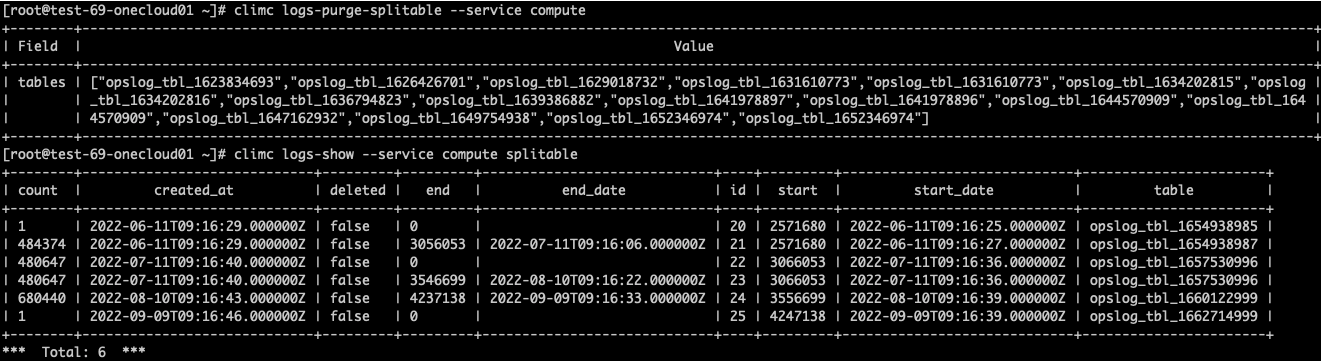 [root@test-69-onecloud01 ~]# climc logs-purge-splitable --service compute
+--------+--------------------------------------------------------------------------------------------------------------------------+
| Field  | Value |
+--------+--------------------------------------------------------------------------------------------------------------------------+
| tables | ["opslog_tbl_1623834693","opslog_tbl_1626426701","opslog_tbl_1629018732","opslog_tbl_1631610773","opslog_tbl_1631610773","opslog_tbl_1634202815","opslog |
| | _tbl_1634202816","opslog_tbl_1636794823","opslog_tbl_1639386882","opslog_tbl_1641978897","opslog_tbl_1641978896","opslog_tbl_1644570909","opslog_tbl_164 |
| | 4570909","opslog_tbl_1647162932","opslog_tbl_1649754938","opslog_tbl_1652346974","opslog_tbl_1652346974"] |
+--------+--------------------------------------------------------------------------------------------------------------------------+
[root@test-69-onecloud01 ~]# climc logs-show --service compute splitable
+--------+-----------------------------+---------+---------+-----------------------------+----+---------+-----------------------------+-----------------------+
| count | created_at | deleted | end | end_date | id | start | start_date | table |
+--------+-----------------------------+---------+---------+-----------------------------+----+---------+-----------------------------+-----------------------+
| 1 | 2022-06-11T09:16:29.000000Z | false | 0 | | 20 | 2571680 | 2022-06-11T09:16:25.000000Z | opslog_tbl_1654938985 |
| 484374 | 2022-06-11T09:16:29.000000Z | false | 3056053 | 2022-07-11T09:16:06.000000Z | 21 | 2571680 | 2022-06-11T09:16:27.000000Z | opslog_tbl_1654938987 |
| 480647 | 2022-07-11T09:16:40.000000Z | false | 0 | | 22 | 3066053 | 2022-07-11T09:16:36.000000Z | opslog_tbl_1657530996 |
| 480647 | 2022-07-11T09:16:40.000000Z | false | 3546699 | 2022-08-10T09:16:22.000000Z | 23 | 3066053 | 2022-07-11T09:16:36.000000Z | opslog_tbl_1657530996 |
| 680440 | 2022-08-10T09:16:43.000000Z | false | 4237138 | 2022-09-09T09:16:33.000000Z | 24 | 3556699 | 2022-08-10T09:16:39.000000Z | opslog_tbl_1660122999 |
| 1 | 2022-09-09T09:16:46.000000Z | false | 0 | | 25 | 4247138 | 2022-09-09T09:16:39.000000Z | opslog_tbl_1662714999 |
+--------+-----------------------------+---------+---------+-----------------------------+----+---------+-----------------------------+-----------------------+
*** Total: 6 ***